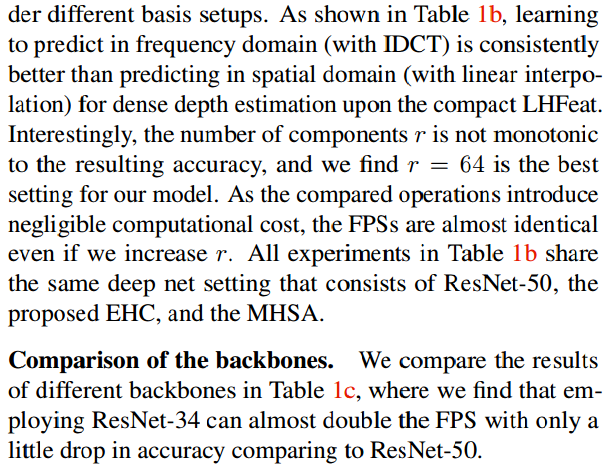 der different basis setups. As shown in Table 1b, learning
to predict in frequency domain (with IDCT) is consistently
better than predicting in spatial domain (with linear interpo-
lation) for dense depth estimation upon the compact LHFeat.
Interestingly, the number of components r is not monotonic
to the resulting accuracy, and we find r = 64 is the best
setting for our model. As the compared operations introduce
negligible computational cost, the FPSs are almost identical
even if we increase r. All experiments in Table 1b share
the same deep net setting that consists of ResNet-50, the
proposed EHC, and the MHSA.
Comparison of the backbones. We compare the results
of different backbones in Table 1c, where we find that em-
ploying ResNet-34 can almost double the FPS with only a
little drop in accuracy comparing to ResNet-50.